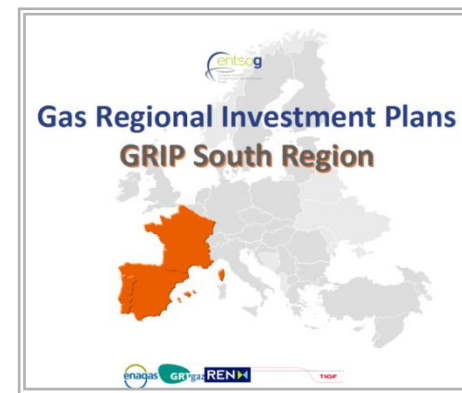 entsog
Gas Regional Investment Plans
GRIP South Region
enagas GRTgaz REN TIGF